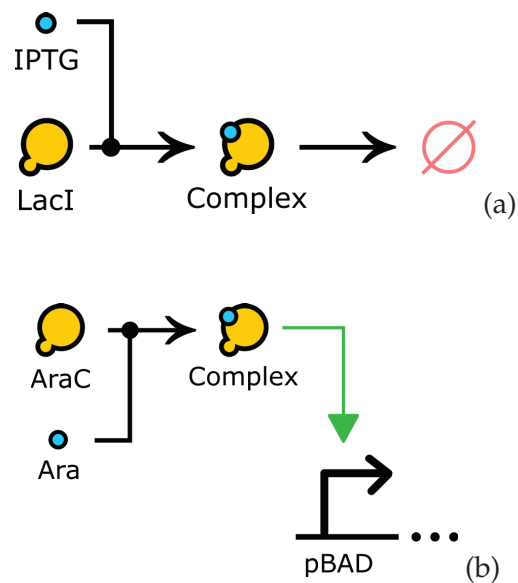 IPTG
LacI
Complex
(a)
AraC
Complex
Ara
pBAD
(b)